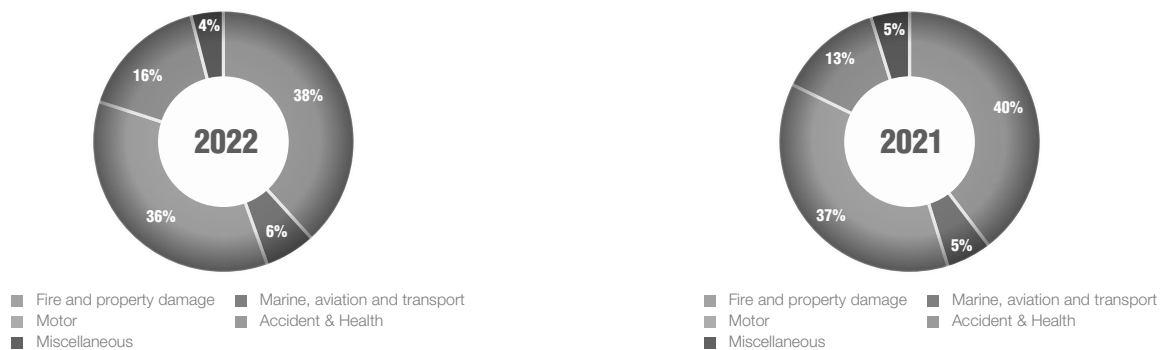 4%
16%
38%
2022
36%
6%
Fire and property damage
Marine, aviation and transport
Motor
Accident & Health
Miscellaneous
5%
13%
40%
2021
37%
5%
Fire and property damage
Marine, aviation and transport
Motor
Accident & Health
Miscellaneous